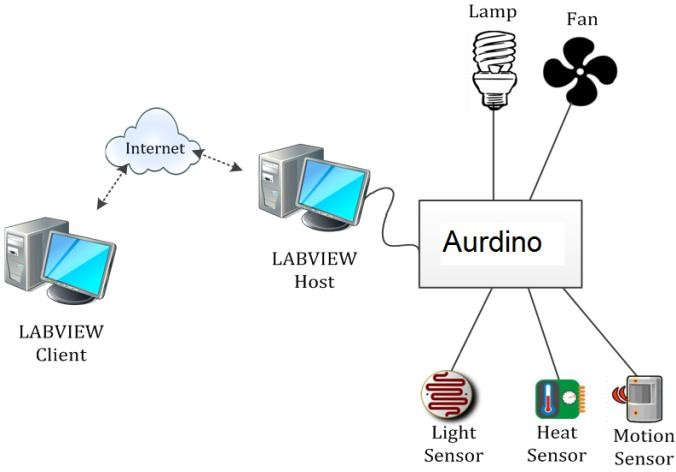 Lamp
Fan
Internet
Aurdino
LABVIEW
Host
LABVIEW
Client
Light
Sensor
Heat
Sensor
Motion
Sensor